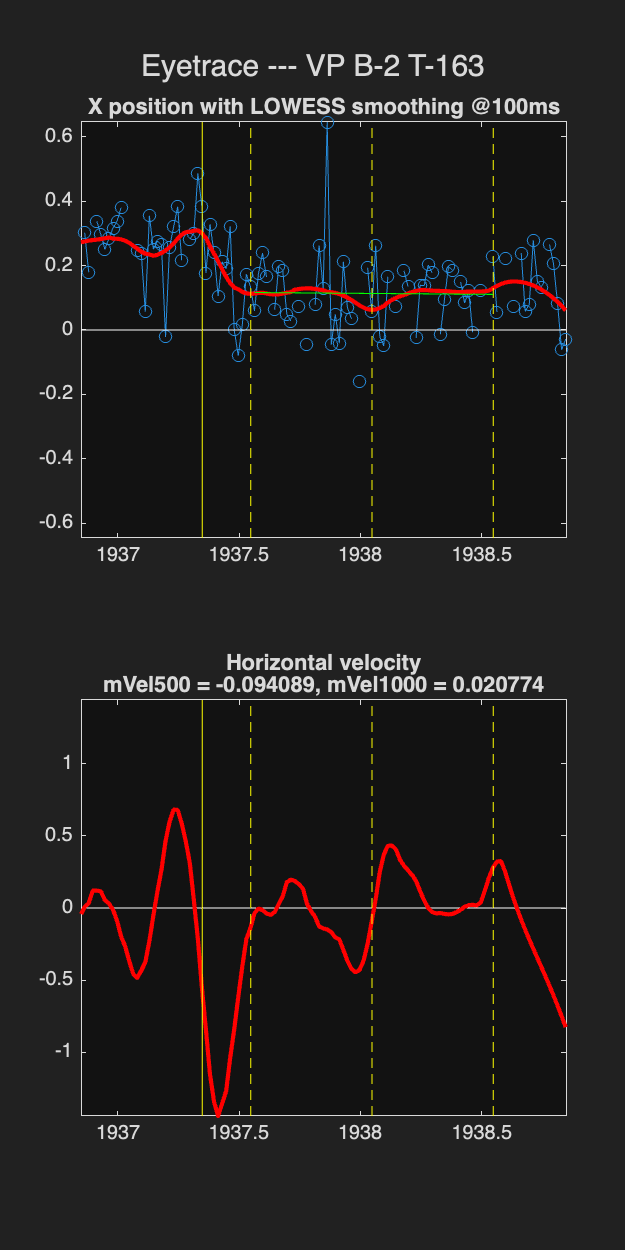 Eyetrace --- VP B-2 T-163
X position with LOWESS smoothing @100ms
0.6
0.4
0.2
0
-0.2
-0.4
-0.6
1937 1937.5 1938 1938.5
Horizontal velocity
mVel500 = -0.094089, mVel1000 = 0.020774
1
0.5
0
-0.5
-1
1937 1937.5 1938 1938.5